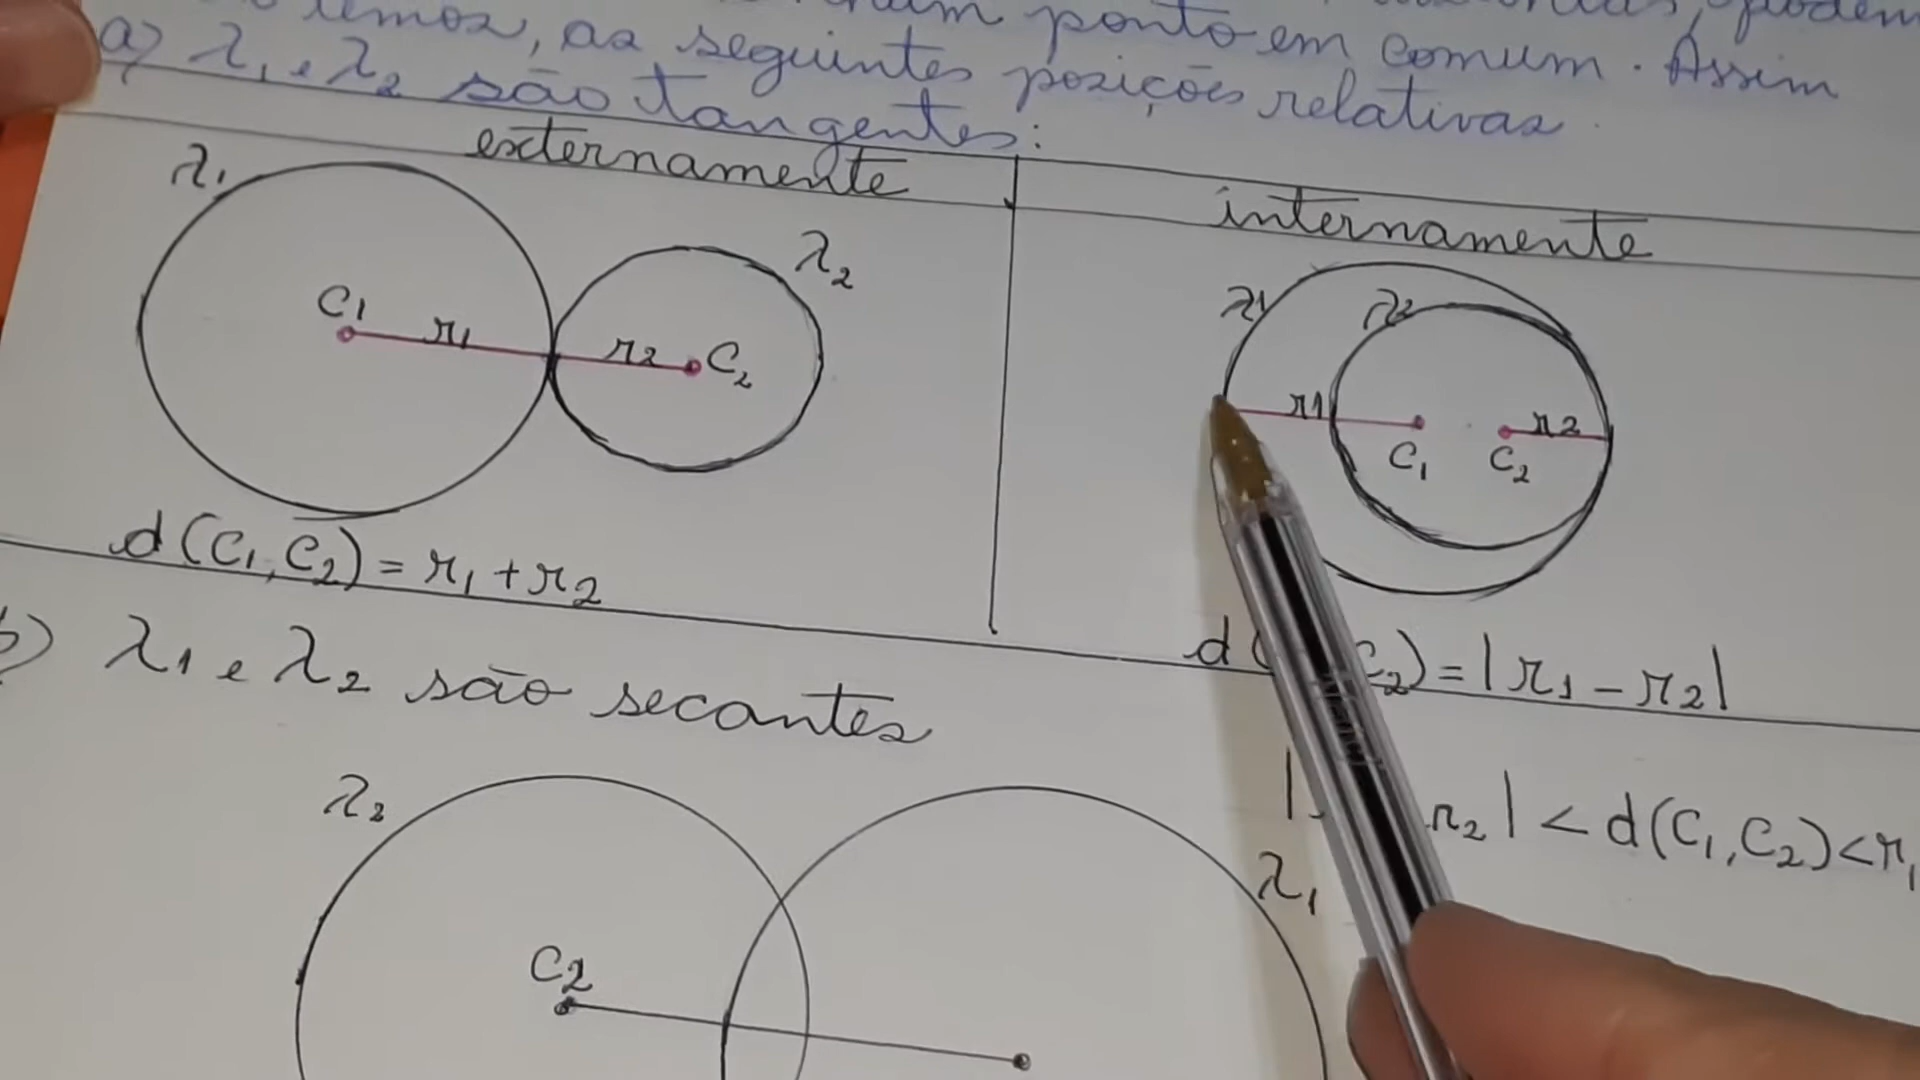 ponto em comum. Assim
temos, as seguintes posições relativas.
a) λ₁ e λ₂ são tangentes:
externamente
internamente
λ₁
λ₂
C₁
r₁
r₂
C₂
λ1
λ2
r1
r2
C₁
C₂
d(C₁,C₂) = r₁ + r₂
C₂) = |r₁ - r₂|
b) λ₁ e λ₂ são secantes
r₂| < d(C₁,C₂) < r₁
λ₂
λ₁
C2